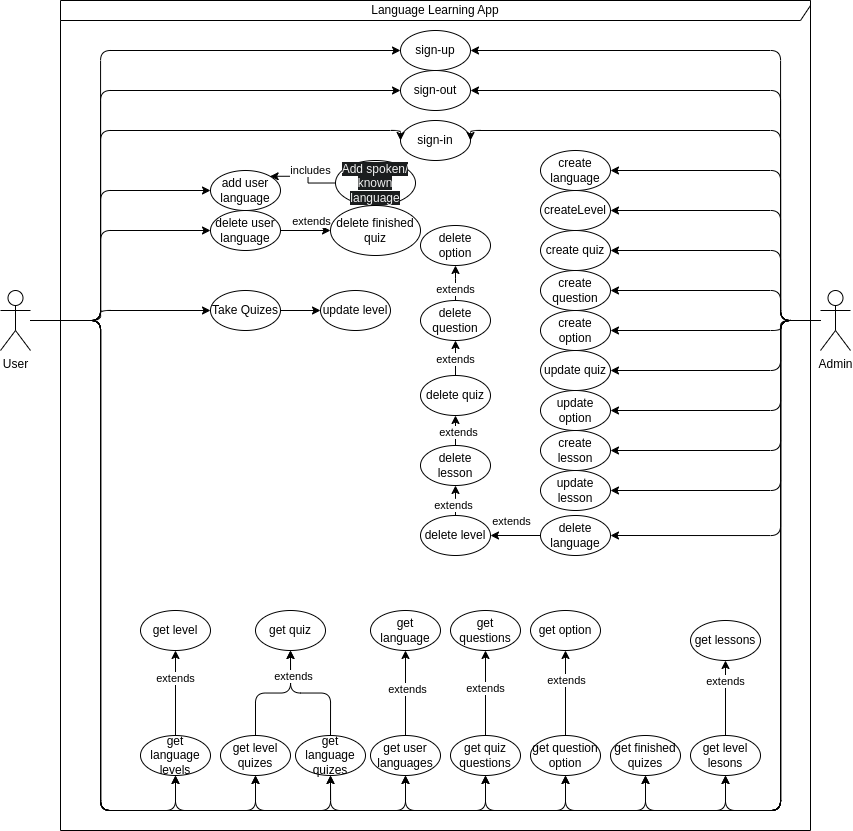 Language Learning App
sign-up
sign-out
sign-in
add user
language
includes
Add spoken/
known
language
delete user
language
extends
delete finished
quiz
Take Quizes
update level
User
Admin
delete
option
extends
delete
question
extends
delete quiz
extends
delete
lesson
extends
delete level
extends
create
language
createLevel
create quiz
create
question
create
option
update quiz
update
option
create
lesson
update
lesson
delete
language
get level
get quiz
get
language
get
questions
get option
get lessons
extends
extends
extends
extends
extends
extends
get
language
levels
get level
quizes
get
language
quizes
get user
languages
get quiz
questions
get question
option
get finished
quizes
get level
lesons